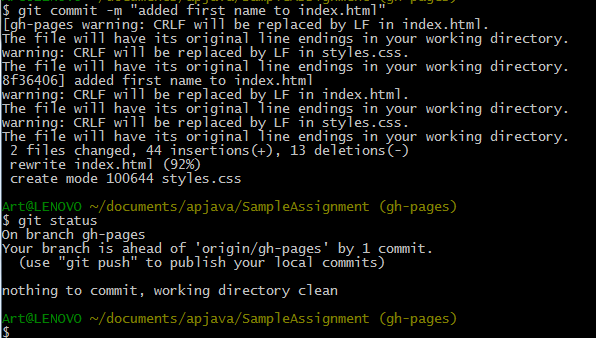 $ git commit -m "added first name to index.html"
[gh-pages warning: CRLF will be replaced by LF in index.html.
The file will have its original line endings in your working directory.
warning: CRLF will be replaced by LF in styles.css.
The file will have its original line endings in your working directory.
8f36406] added first name to index.html
warning: CRLF will be replaced by LF in index.html.
The file will have its original line endings in your working directory.
warning: CRLF will be replaced by LF in styles.css.
The file will have its original line endings in your working directory.
 2 files changed, 44 insertions(+), 13 deletions(-)
 rewrite index.html (92%)
 create mode 100644 styles.css
Art@LENOVO ~/documents/apjava/SampleAssignment (gh-pages)
$ git status
On branch gh-pages
Your branch is ahead of 'origin/gh-pages' by 1 commit.
  (use "git push" to publish your local commits)
nothing to commit, working directory clean
Art@LENOVO ~/documents/apjava/SampleAssignment (gh-pages)
$